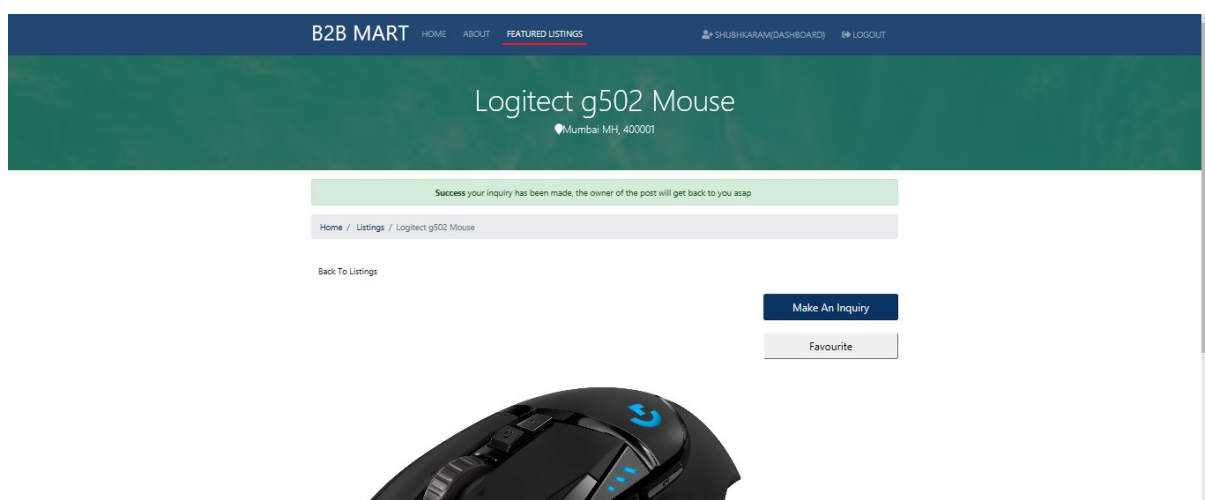 B2B MART HOME ABOUT FEATURED LISTINGS SHUBHKARAM(DASHBOARD) LOGOUT
Logitect g502 Mouse
Mumbai MH, 400001
Success your inquiry has been made, the owner of the post will get back to you asap
Home / Listings / Logitect g502 Mouse
Back To Listings
Make An Inquiry
Favourite